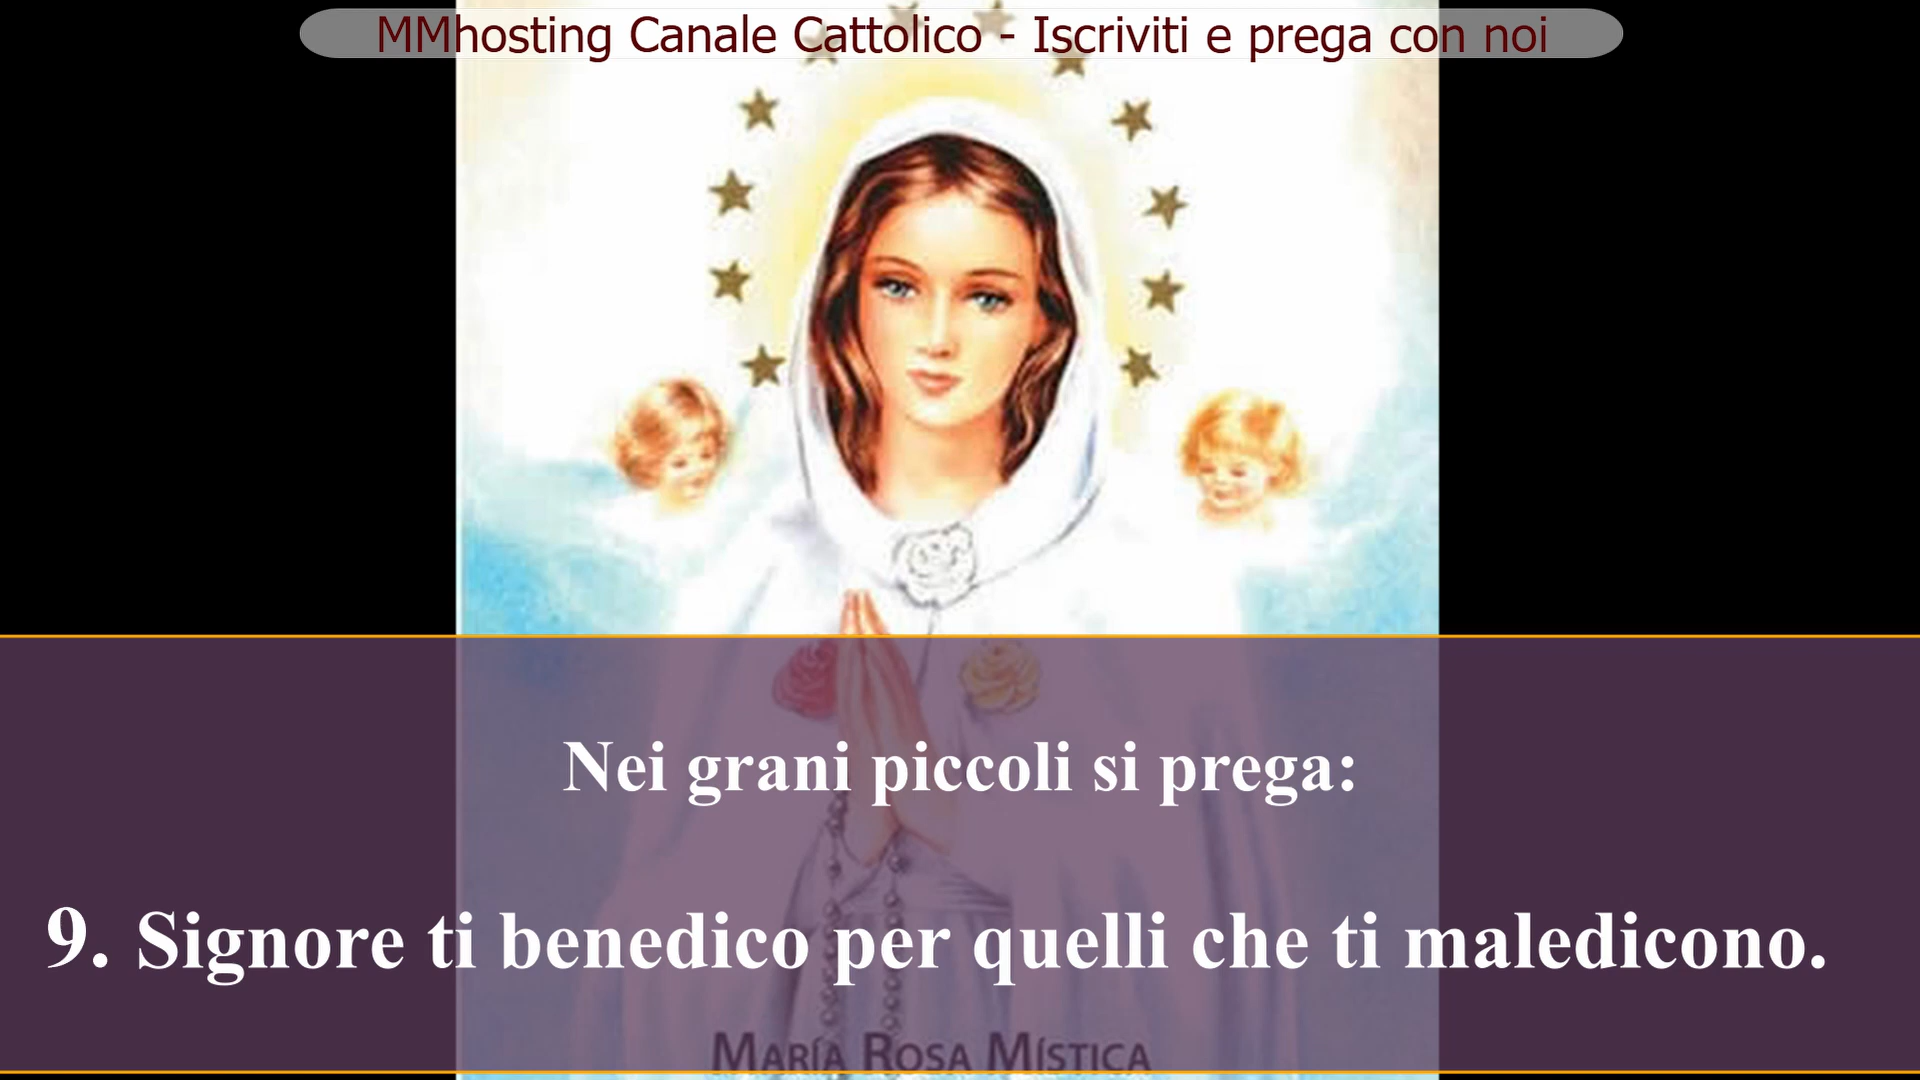 MMhosting Canale Cattolico - Iscriviti e prega con noi
Nei grani piccoli si prega:
9. Signore ti benedico per quelli che ti maledicono.
MARÍA ROSA MÍSTICA